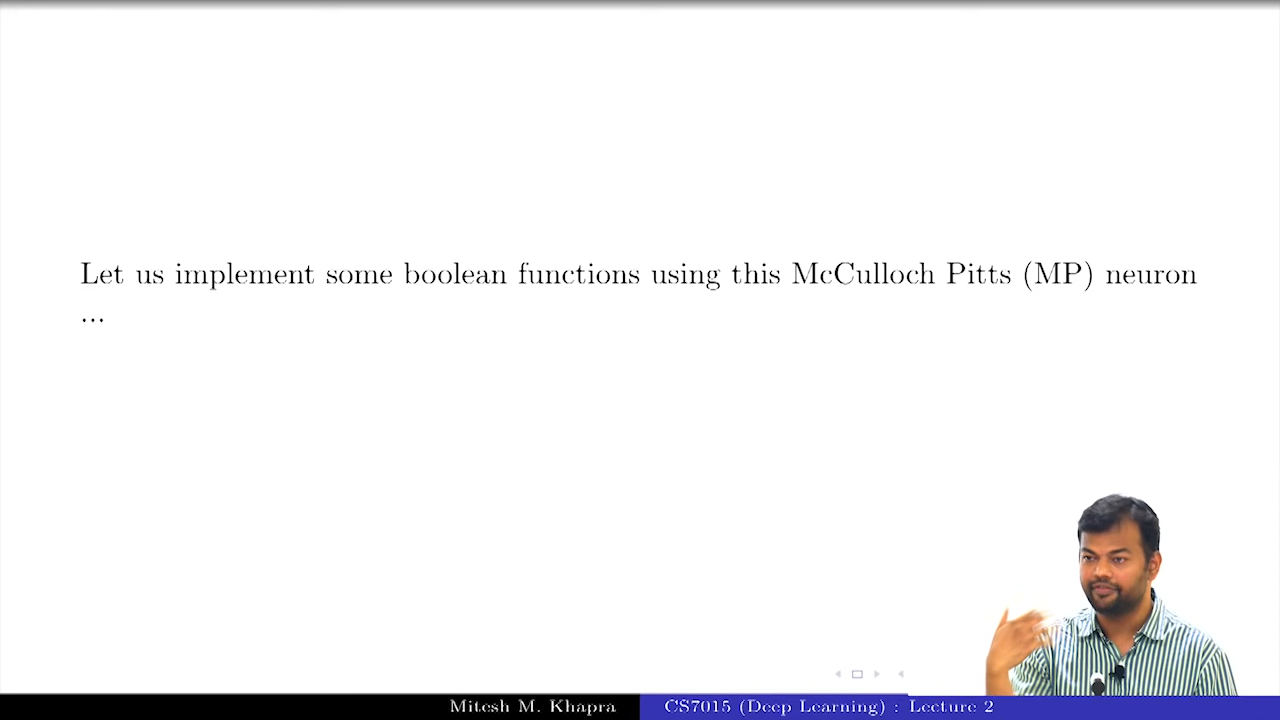 Let us implement some boolean functions using this McCulloch Pitts (MP) neuron
...
Mitesh M. Khapra
CS7015 (Deep Learning) : Lecture 2